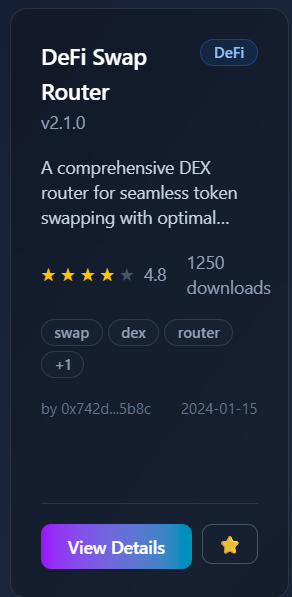 DeFi Swap
Router
DeFi
v2.1.0
A comprehensive DEX
router for seamless token
swapping with optimal...
4.8
1250
downloads
swap
dex
router
+1
by 0x742d...5b8c
2024-01-15
View Details